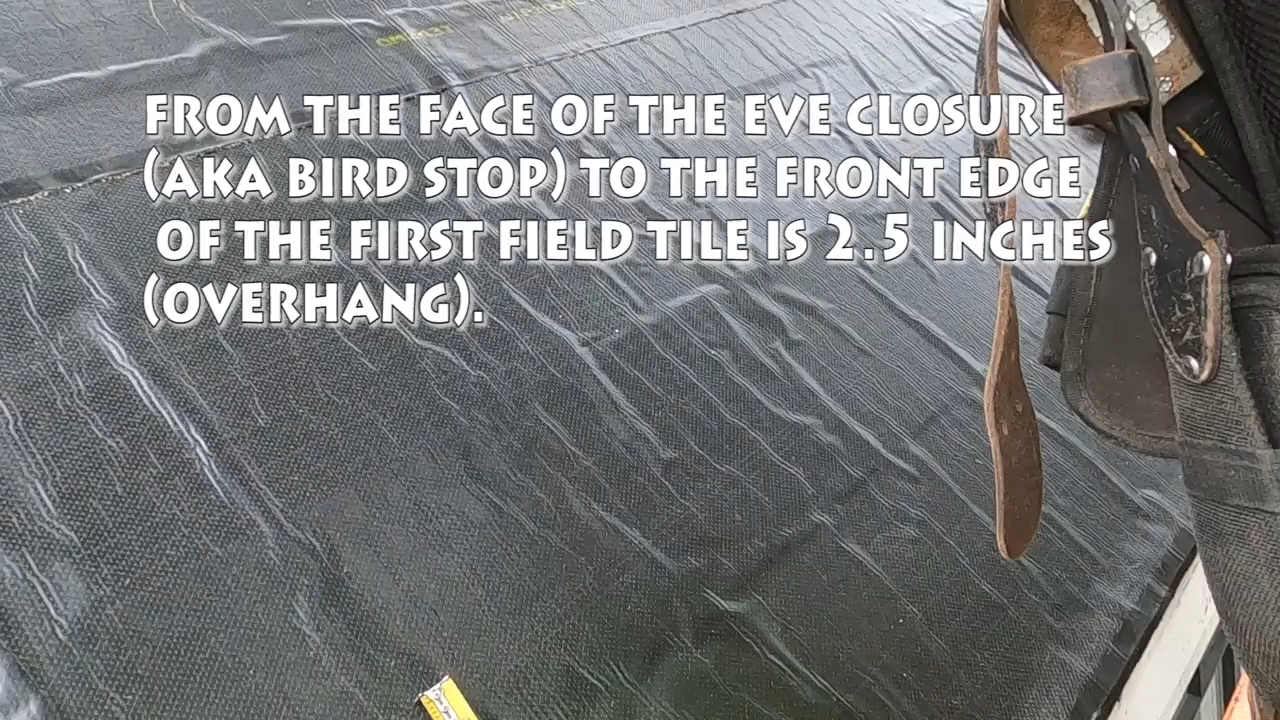 FROM THE FACE OF THE EVE CLOSURE
(AKA BIRD STOP) TO THE FRONT EDGE
OF THE FIRST FIELD TILE IS 2.5 INCHES
(OVERHANG).